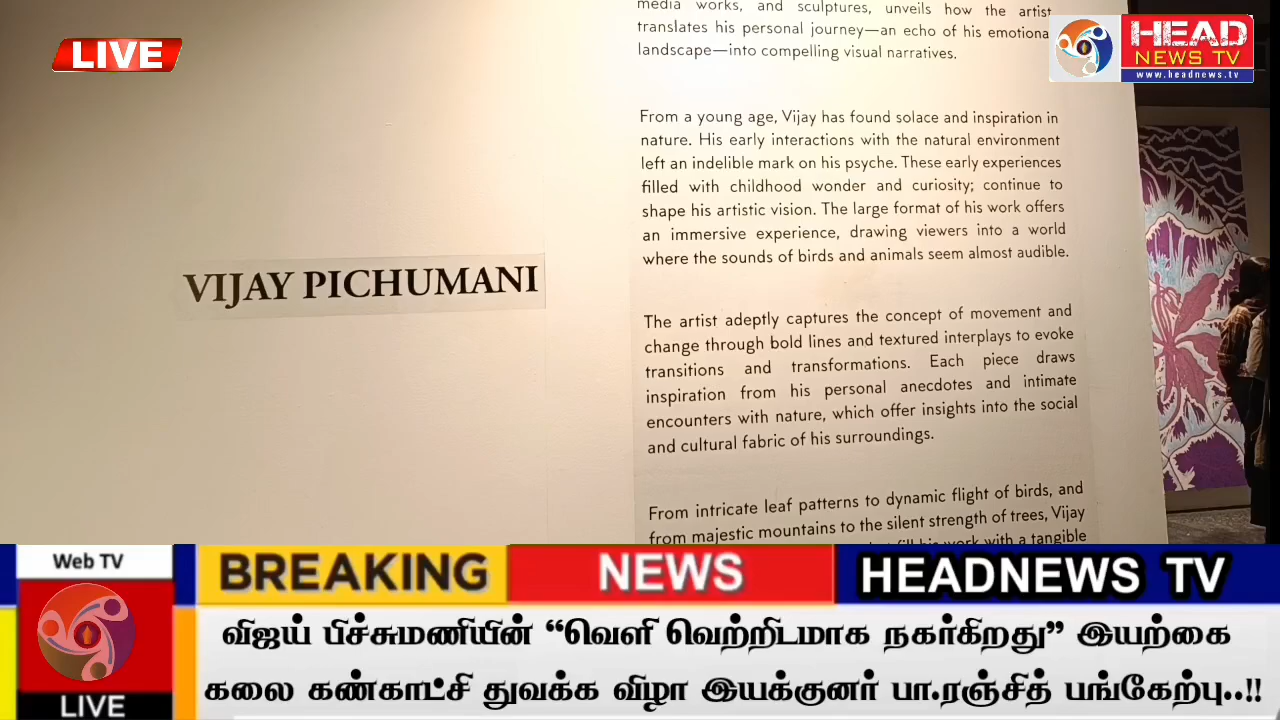 LIVE
HEAD
NEWS TV
www.headnews.tv
media works, and sculptures, unveils how the artist
translates his personal journey—an echo of his emotional
landscape—into compelling visual narratives.
From a young age, Vijay has found solace and inspiration in
nature. His early interactions with the natural environment
left an indelible mark on his psyche. These early experiences
filled with childhood wonder and curiosity; continue to
shape his artistic vision. The large format of his work offers
an immersive experience, drawing viewers into a world
where the sounds of birds and animals seem almost audible.
VIJAY PICHUMANI
The artist adeptly captures the concept of movement and
change through bold lines and textured interplays to evoke
transitions and transformations. Each piece draws
inspiration from his personal anecdotes and intimate
encounters with nature, which offer insights into the social
and cultural fabric of his surroundings.
From intricate leaf patterns to dynamic flight of birds, and
from majestic mountains to the silent strength of trees, Vijay
fill his work with a tangible
Web TV
BREAKING NEWS HEADNEWS TV
விஜய் பிச்சுமணியின் “வெளி வெற்றிடமாக நகர்கிறது” இயற்கை
கலை கண்காட்சி துவக்க விழா இயக்குனர் பா.ரஞ்சித் பங்கேற்பு..!!
LIVE